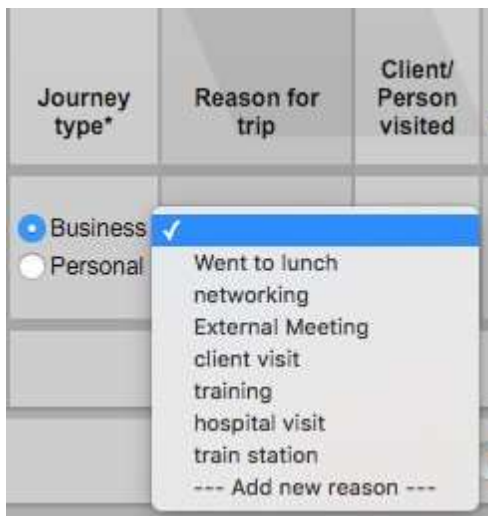 Journey
type*
Reason for
trip
Client/
Person
visited
Business
Personal
Went to lunch
networking
External Meeting
client visit
training
hospital visit
train station
--- Add new reason ---